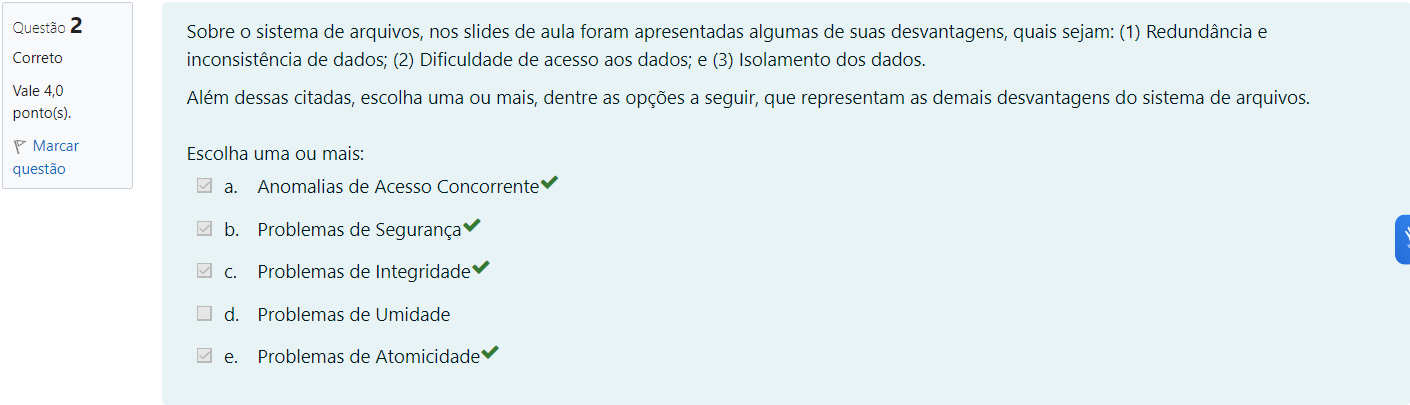 Questão 2
Correto
Vale 4,0
ponto(s).
Marcar
questão
Sobre o sistema de arquivos, nos slides de aula foram apresentadas algumas de suas desvantagens, quais sejam: (1) Redundância e
inconsistência de dados; (2) Dificuldade de acesso aos dados; e (3) Isolamento dos dados.
Além dessas citadas, escolha uma ou mais, dentre as opções a seguir, que representam as demais desvantagens do sistema de arquivos.
Escolha uma ou mais:
a. Anomalias de Acesso Concorrente
b. Problemas de Segurança
c. Problemas de Integridade
d. Problemas de Umidade
e. Problemas de Atomicidade